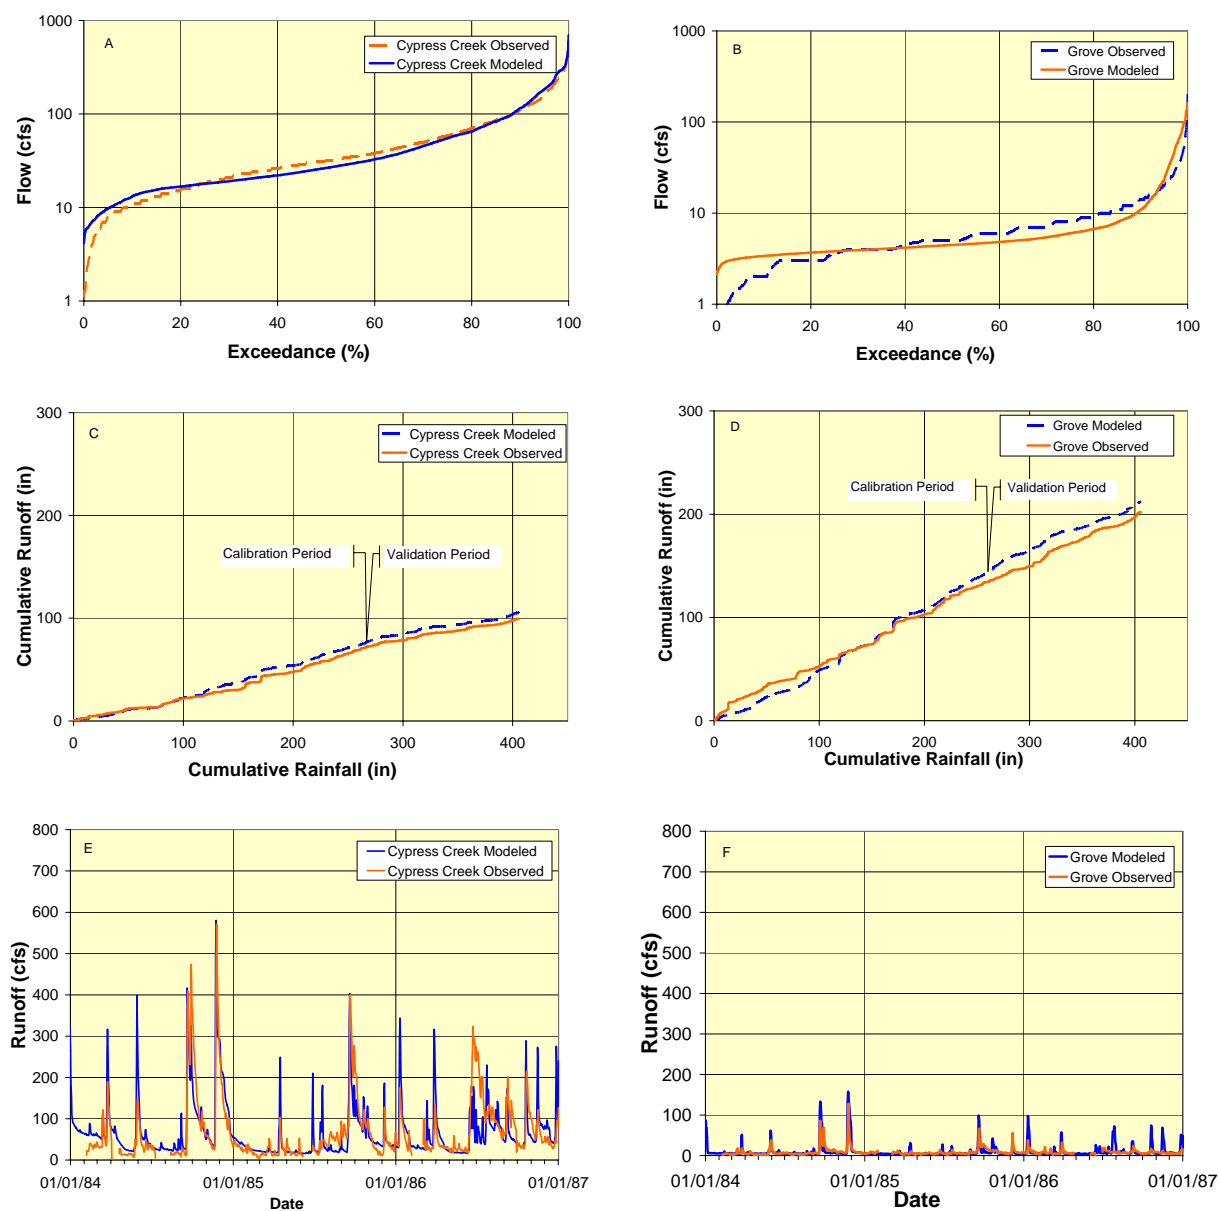 A
Cypress Creek Observed
Cypress Creek Modeled
1000
100
10
1
Flow (cfs)
0 20 40 60 80 100
Exceedance (%)
B
Grove Observed
Grove Modeled
1000
100
10
1
Flow (cfs)
0 20 40 60 80 100
Exceedance (%)
C
Cypress Creek Modeled
Cypress Creek Observed
300
200
100
0
Cumulative Runoff (in)
Calibration Period
Validation Period
0 100 200 300 400
Cumulative Rainfall (in)
D
Grove Modeled
Grove Observed
300
200
100
0
Cumulative Runoff (in)
Calibration Period
Validation Period
0 100 200 300 400
Cumulative Rainfall (in)
E
Cypress Creek Modeled
Cypress Creek Observed
800
700
600
500
400
300
200
100
0
Runoff (cfs)
01/01/84 01/01/85 01/01/86 01/01/87
Date
F
Grove Modeled
Grove Observed
800
700
600
500
400
300
200
100
0
Runoff (cfs)
01/01/84 01/01/85 01/01/86 01/01/87
Date